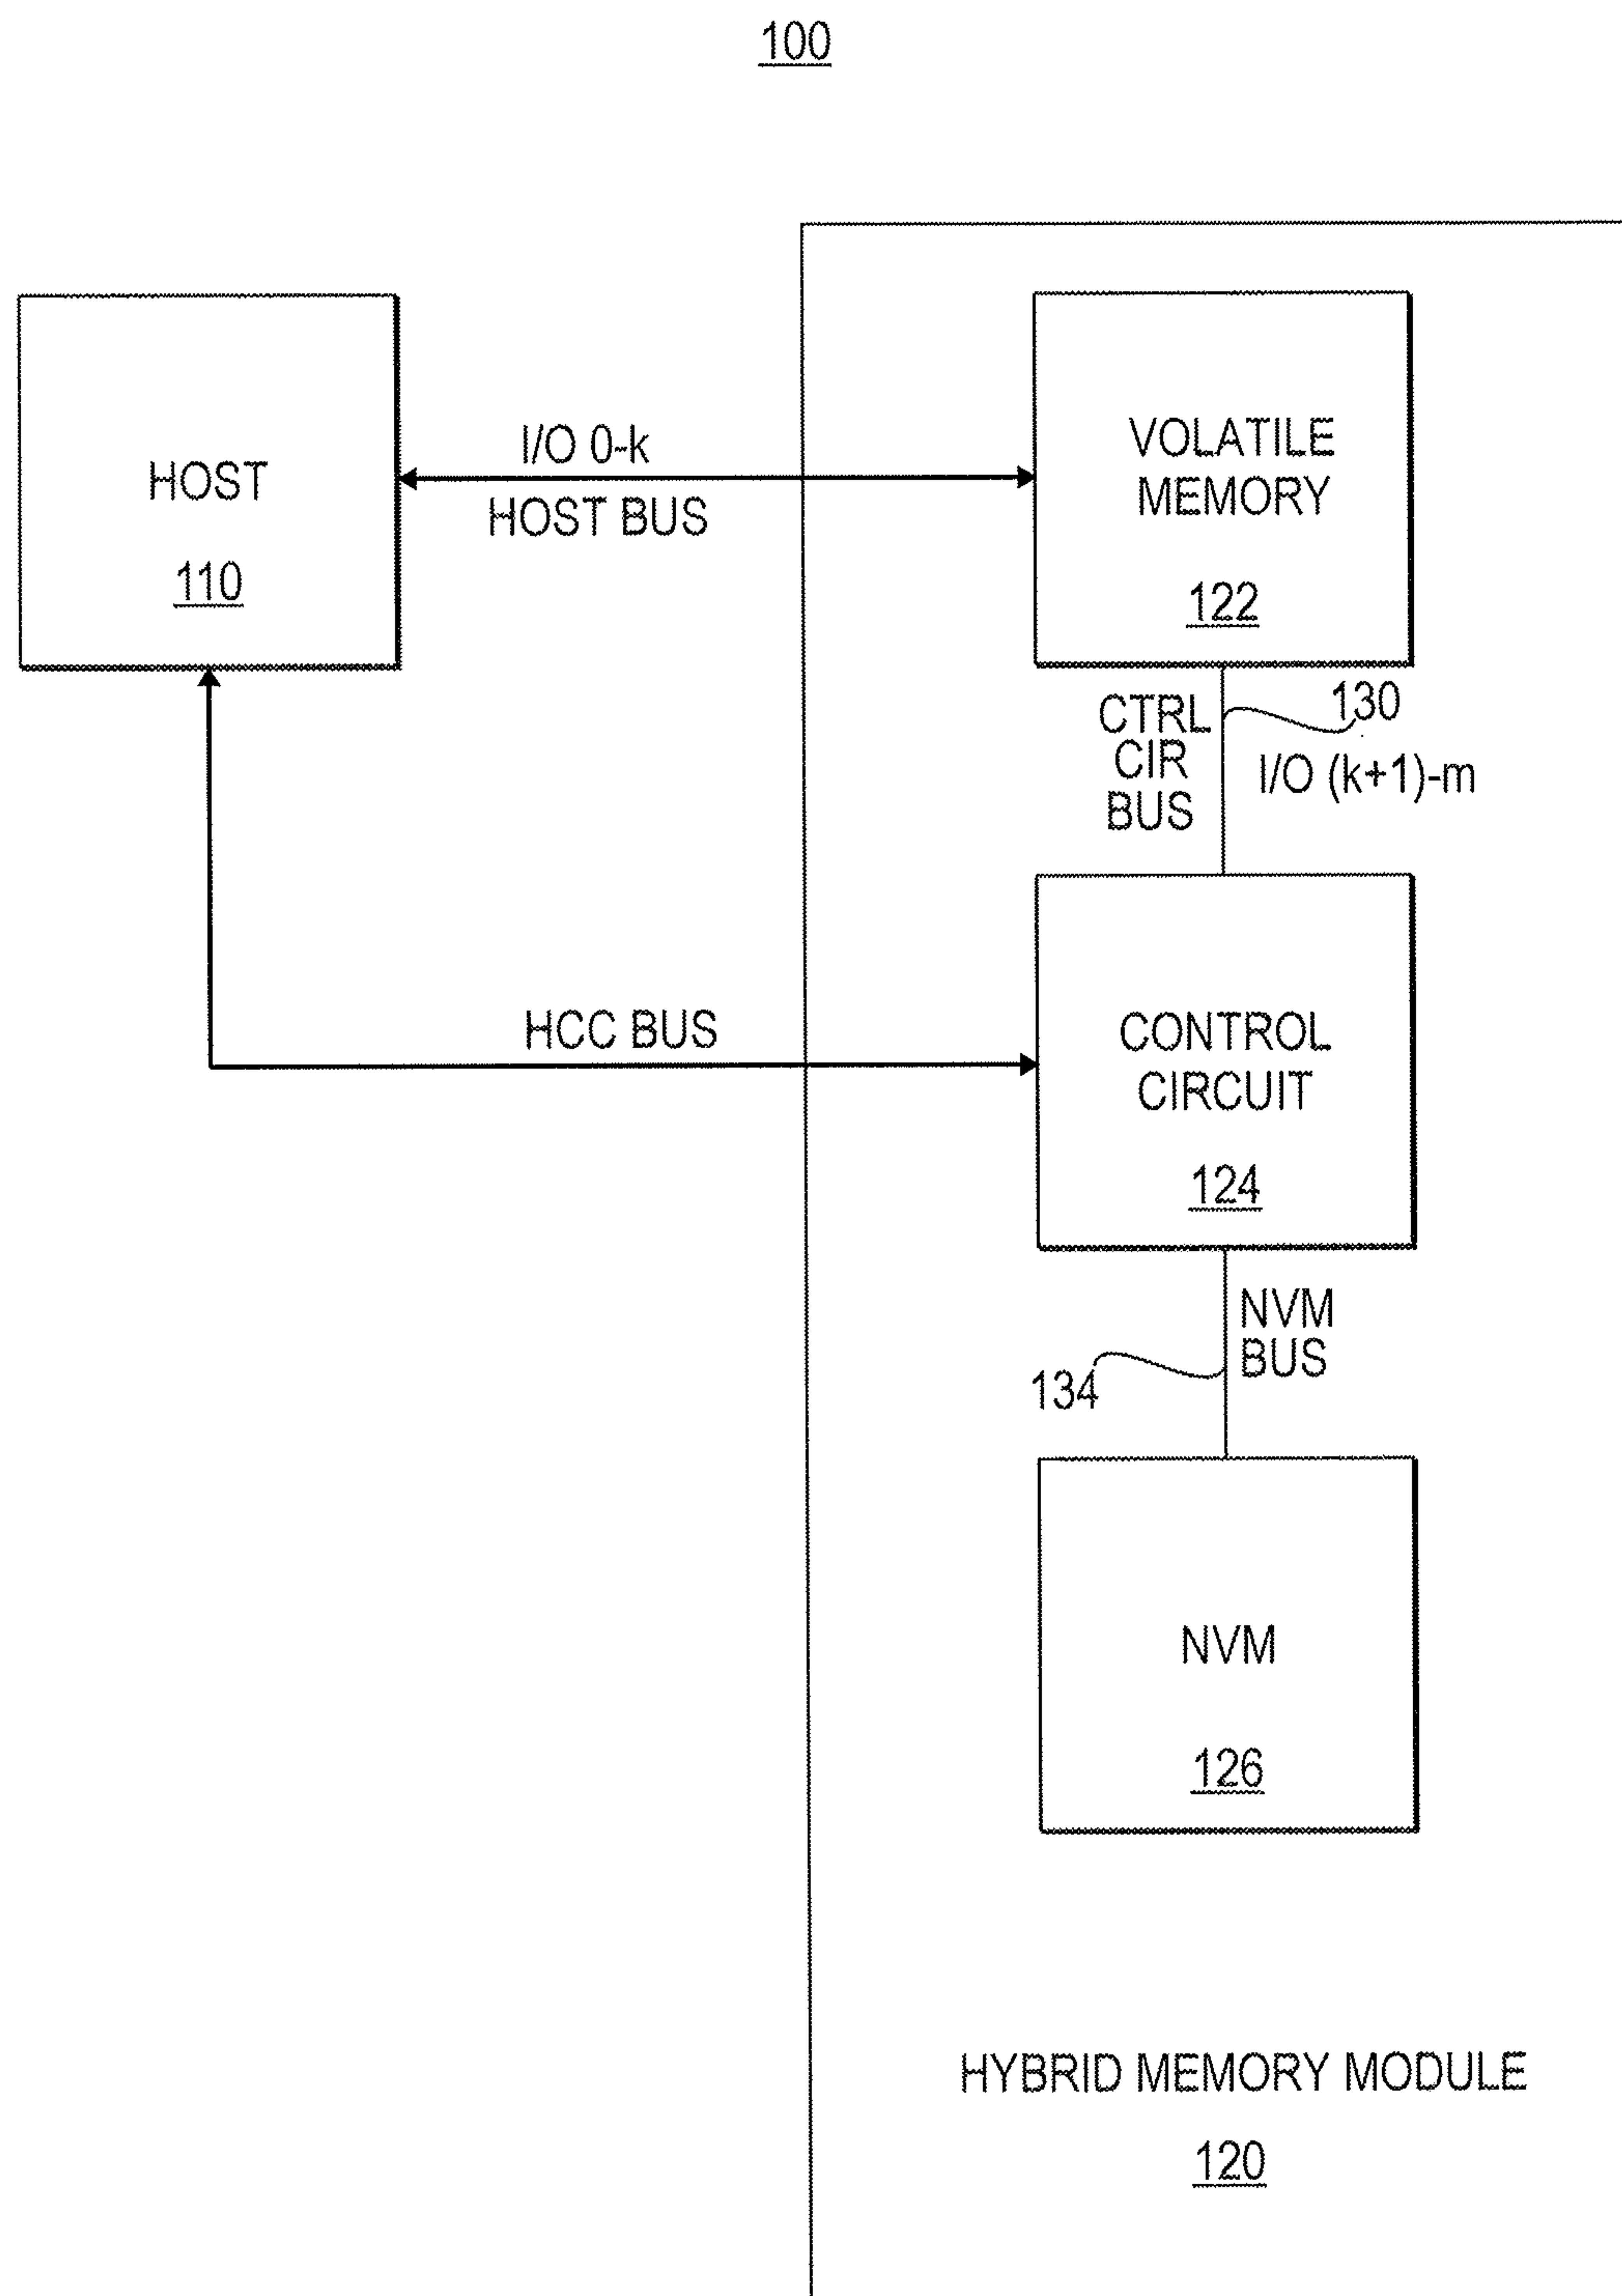 100
HOST
110
I/O 0-k
HOST BUS
VOLATILE
MEMORY
122
CTRL
CIR
BUS
130
I/O (k+1)-m
HCC BUS
CONTROL
CIRCUIT
124
NVM
BUS
134
NVM
126
HYBRID MEMORY MODULE
120